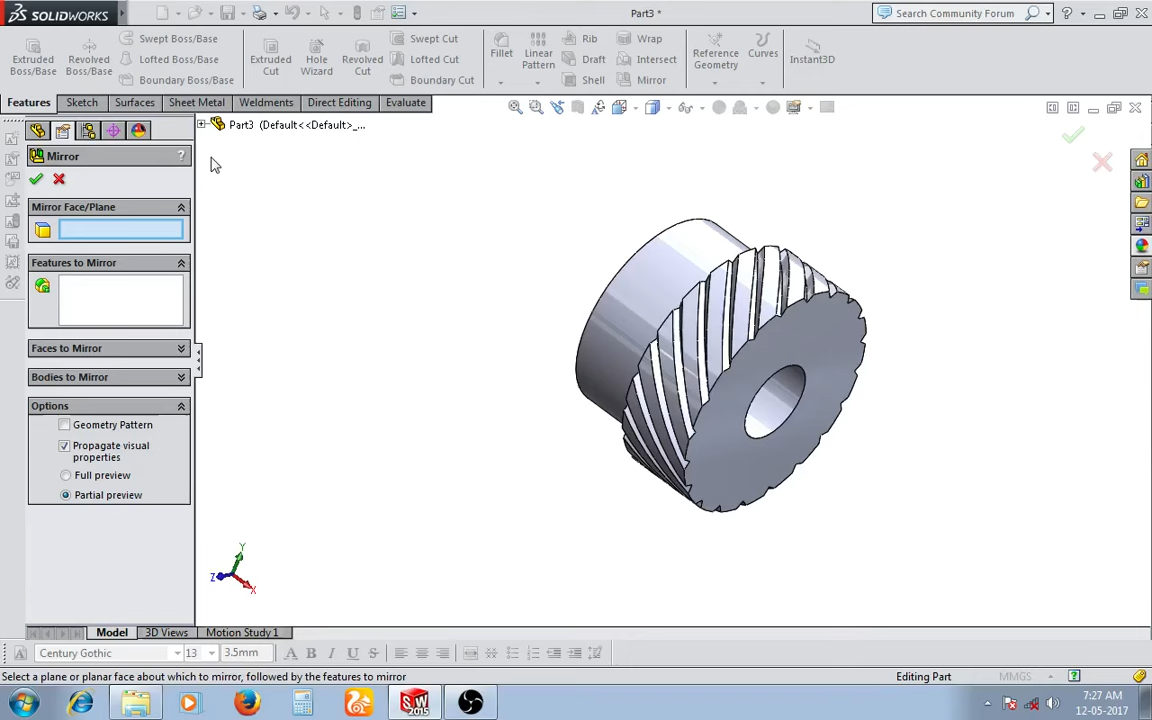 SOLIDWORKS
Part3 *
Search Community Forum
Extruded Boss/Base
Revolved Boss/Base
Swept Boss/Base
Lofted Boss/Base
Boundary Boss/Base
Extruded Cut
Hole Wizard
Revolved Cut
Swept Cut
Lofted Cut
Boundary Cut
Fillet
Linear Pattern
Rib
Draft
Shell
Wrap
Intersect
Mirror
Reference Geometry
Curves
Instant3D
Features
Sketch
Surfaces
Sheet Metal
Weldments
Direct Editing
Evaluate
Part3 (Default<<Default>_...
Mirror
?
Mirror Face/Plane
Features to Mirror
Faces to Mirror
Bodies to Mirror
Options
Geometry Pattern
Propagate visual
properties
Full preview
Partial preview
Y
Z
X
Model
3D Views
Motion Study 1
Century Gothic
13
3.5mm
A B I U S
Select a plane or planar face about which to mirror, followed by the features to mirror
Editing Part
MMGS
?
SW
2015
7:27 AM
12-05-2017